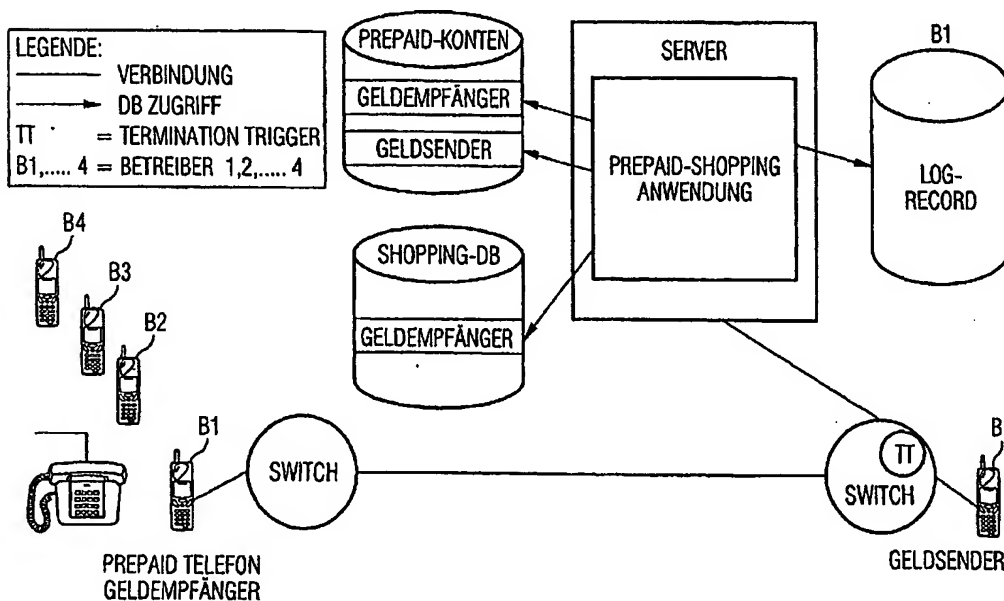 LEGENDE:
VERBINDUNG
DB ZUGRIFF
TT = TERMINATION TRIGGER
B1,..... 4 = BETREIBER 1,2,..... 4
PREPAID-KONTEN
GELDEMPFÄNGER
GELDSENDER
SERVER
PREPAID-SHOPPING
ANWENDUNG
B1
LOG-
RECORD
SHOPPING-DB
GELDEMPFÄNGER
B4
B3
B2
B1
SWITCH
TT
SWITCH
B
PREPAID TELEFON
GELDEMPFÄNGER
GELDSENDER